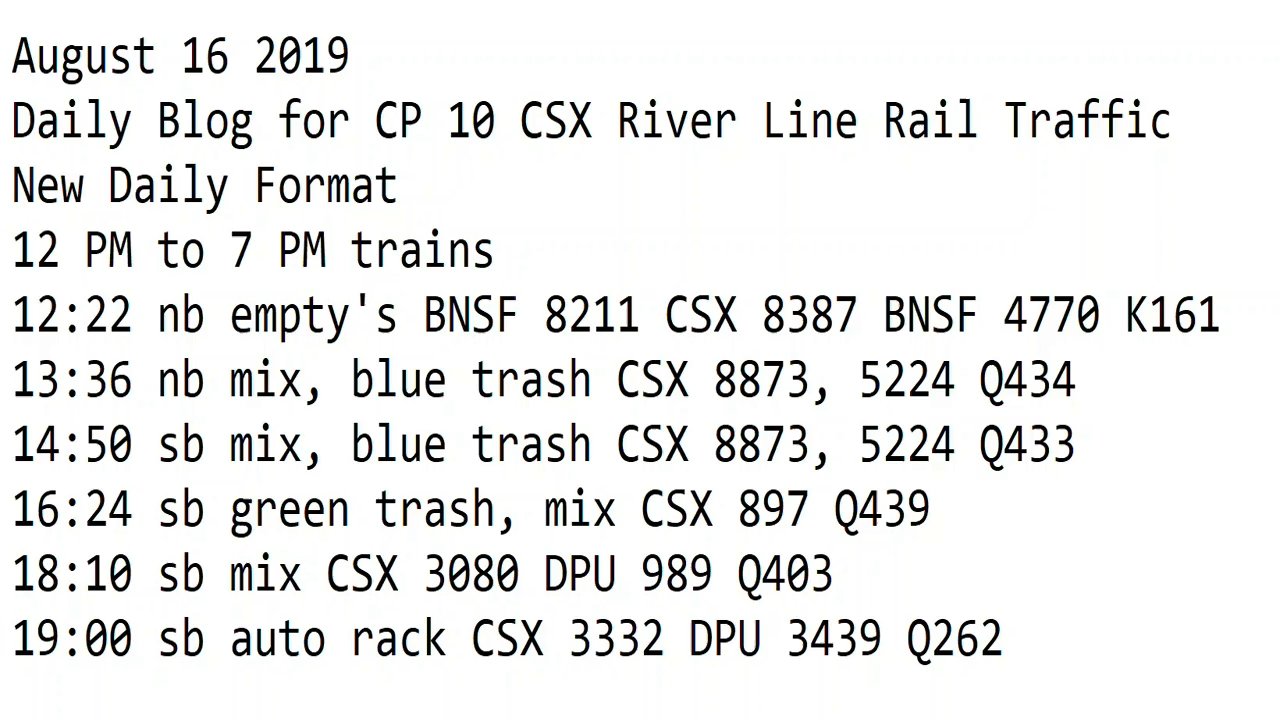 August 16 2019
Daily Blog for CP 10 CSX River Line Rail Traffic
New Daily Format
12 PM to 7 PM trains
12:22 nb empty's BNSF 8211 CSX 8387 BNSF 4770 K161
13:36 nb mix, blue trash CSX 8873, 5224 Q434
14:50 sb mix, blue trash CSX 8873, 5224 Q433
16:24 sb green trash, mix CSX 897 Q439
18:10 sb mix CSX 3080 DPU 989 Q403
19:00 sb auto rack CSX 3332 DPU 3439 Q262